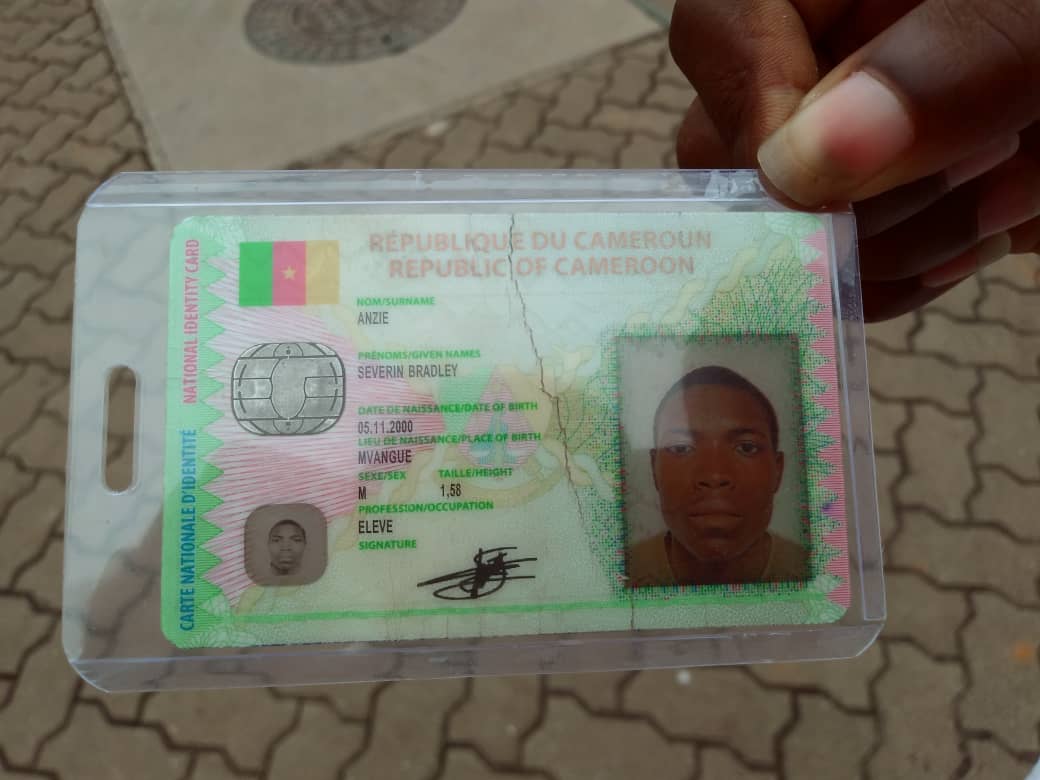 RÉPUBLIQUE DU CAMEROUN
REPUBLIC OF CAMEROON
NATIONAL IDENTITY CARD
CARTE NATIONALE D'IDENTITÉ
NOM/SURNAME
ANZIE
PRÉNOMS/GIVEN NAMES
SEVERIN BRADLEY
DATE DE NAISSANCE/DATE OF BIRTH
05.11.2000
LIEU DE NAISSANCE/PLACE OF BIRTH
MVANGUE
SEXE/SEX TAILLE/HEIGHT
M 1,58
PROFESSION/OCCUPATION
ELEVE
SIGNATURE